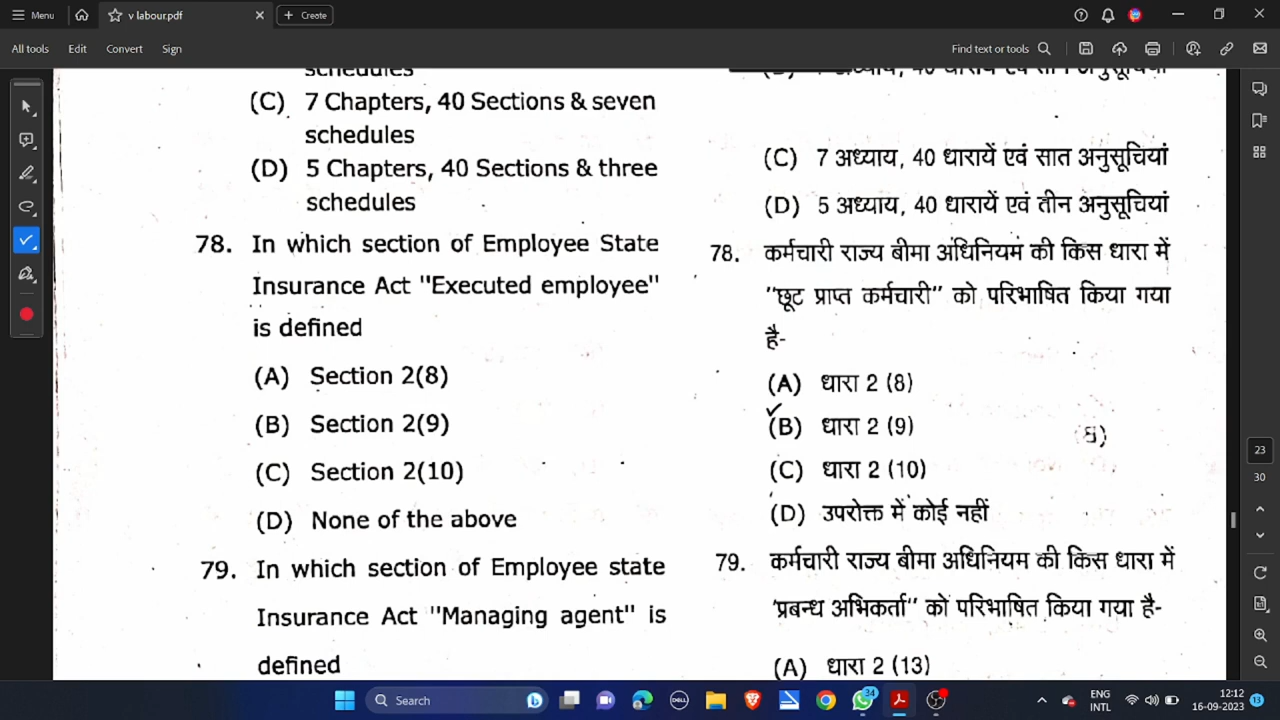 Menu
v labour.pdf
Create
All tools Edit Convert Sign
Find text or tools
schedules
(C) 7 Chapters, 40 Sections & seven
schedules
(D) 5 Chapters, 40 Sections & three
schedules
78. In which section of Employee State
Insurance Act "Executed employee"
is defined
(A) Section 2(8)
(B) Section 2(9)
(C) Section 2(10)
(D) None of the above
79. In which section of Employee state
Insurance Act "Managing agent" is
defined
(C) 7 अध्याय, 40 धारायें एवं सात अनुसूचियां
(D) 5 अध्याय, 40 धारायें एवं तीन अनुसूचियां
78. कर्मचारी राज्य बीमा अधिनियम की किस धारा में
"छूट प्राप्त कर्मचारी" को परिभाषित किया गया
है-
(A) धारा 2 (8)
(B) धारा 2 (9)
(C) धारा 2 (10)
(D) उपरोक्त में कोई नहीं
79. कर्मचारी राज्य बीमा अधिनियम की किस धारा में
'प्रबन्ध अभिकर्ता" को परिभाषित किया गया है-
(A) धारा 2 (13)
23
30
Search
DELL
34
ENG
INTL
12:12
16-09-2023
13